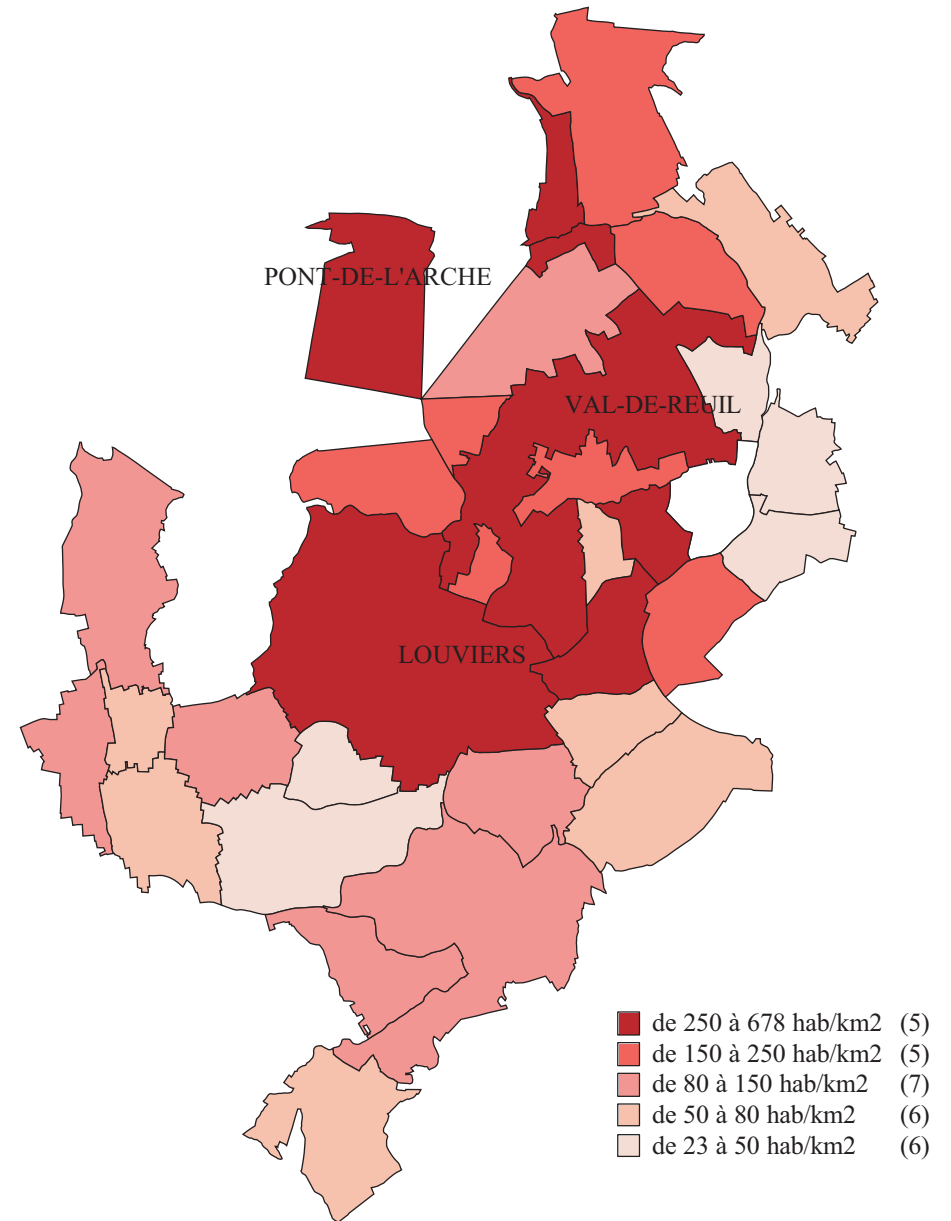 PONT-DE-L'ARCHE
VAL-DE-REUIL
LOUVIERS
de 250 à 678 hab/km2 (5)
de 150 à 250 hab/km2 (5)
de 80 à 150 hab/km2 (7)
de 50 à 80 hab/km2 (6)
de 23 à 50 hab/km2 (6)